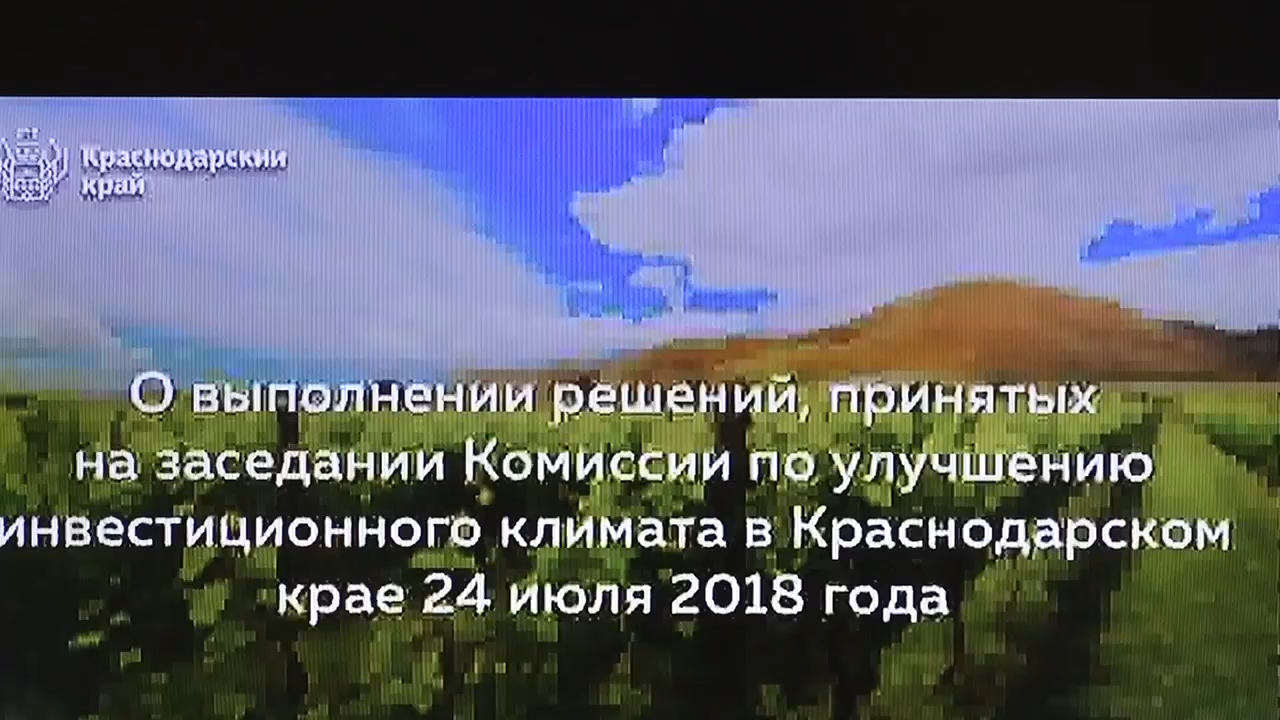 Краснодарский
край
О выполнении решений, принятых
на заседании Комиссии по улучшению
инвестиционного климата в Краснодарском
крае 24 июля 2018 года